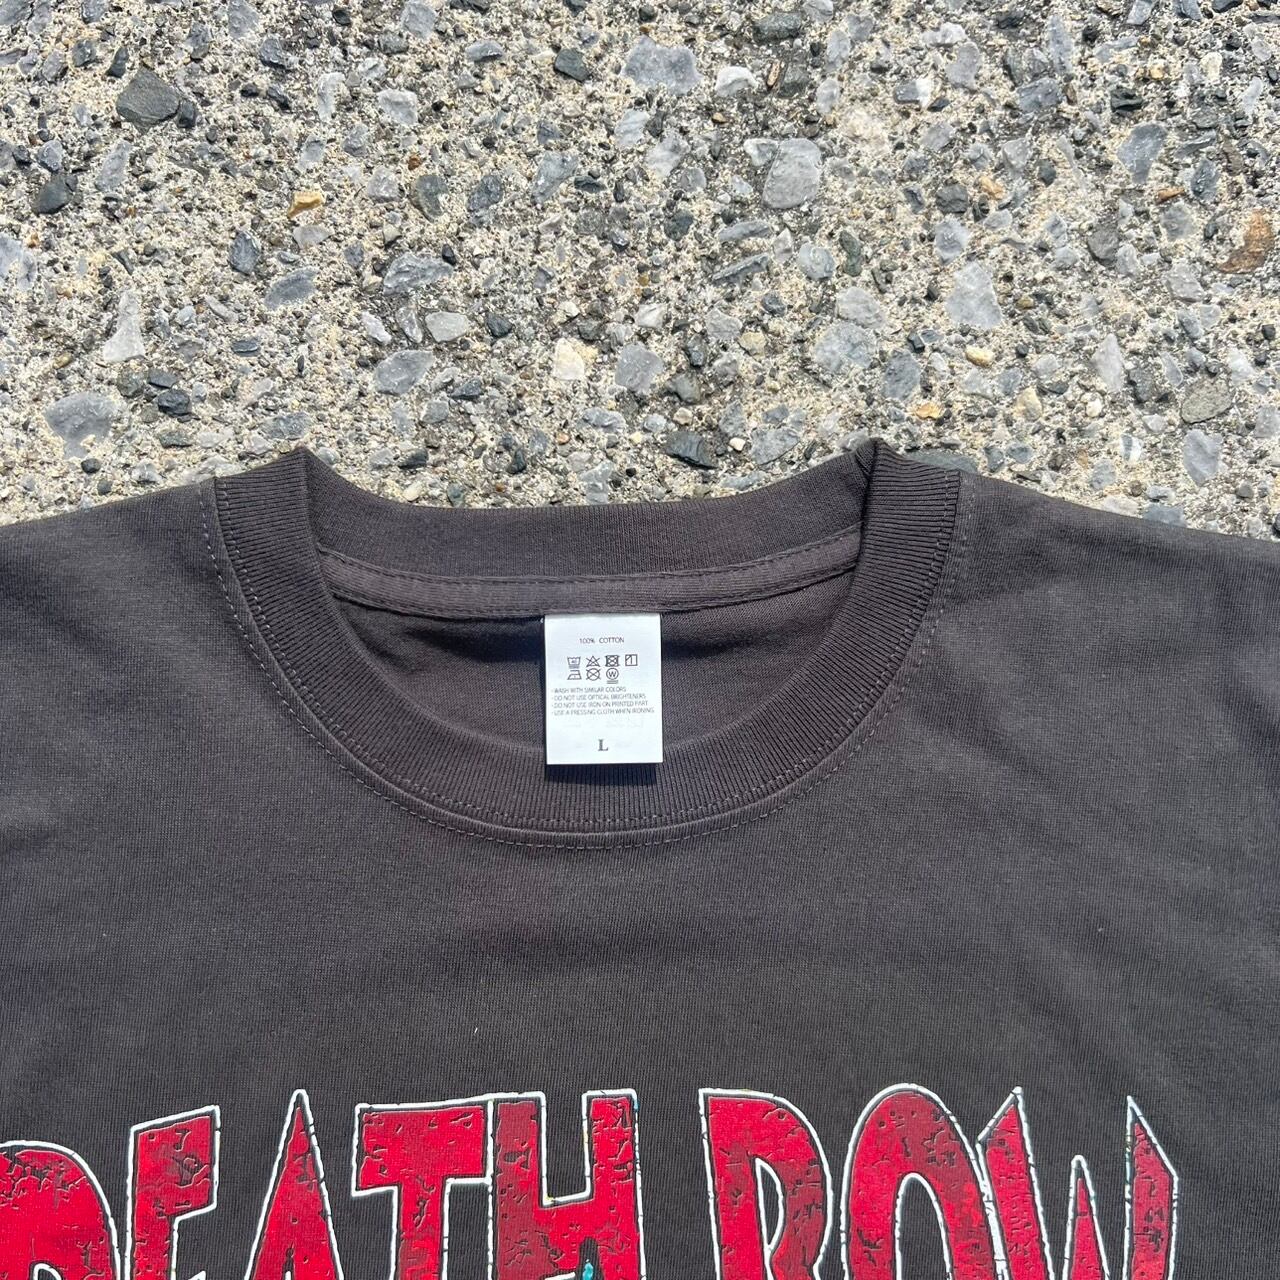 100% COTTON
·WASH WITH SIMILAR COLORS
·DO NOT USE OPTICAL BRIGHTENERS
·DO NOT USE IRON ON PRINTED PART
·USE A PRESSING CLOTH WHEN IRONING
L
DEATH ROW